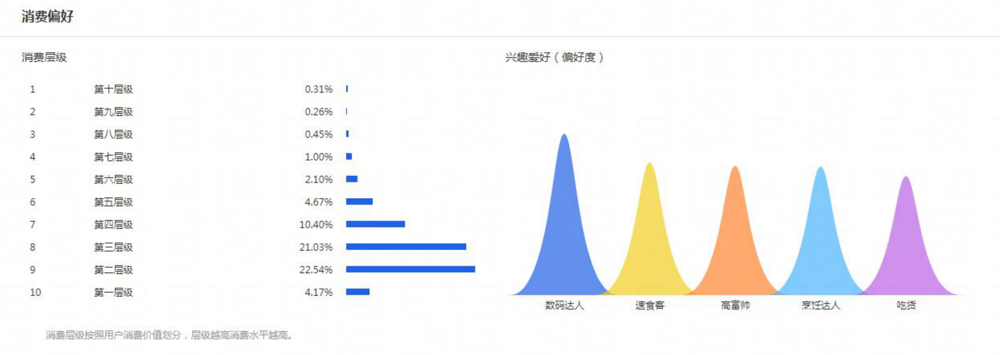 消费偏好
消费层级
兴趣爱好（偏好度）
1 第十层级 0.31%
2 第九层级 0.26%
3 第八层级 0.45%
4 第七层级 1.00%
5 第六层级 2.10%
6 第五层级 4.67%
7 第四层级 10.40%
8 第三层级 21.03%
9 第二层级 22.54%
10 第一层级 4.17%
数码达人 速食客 高富帅 烹饪达人 吃货
消费层级按照用户消费价值划分，层级越高消费水平越高。